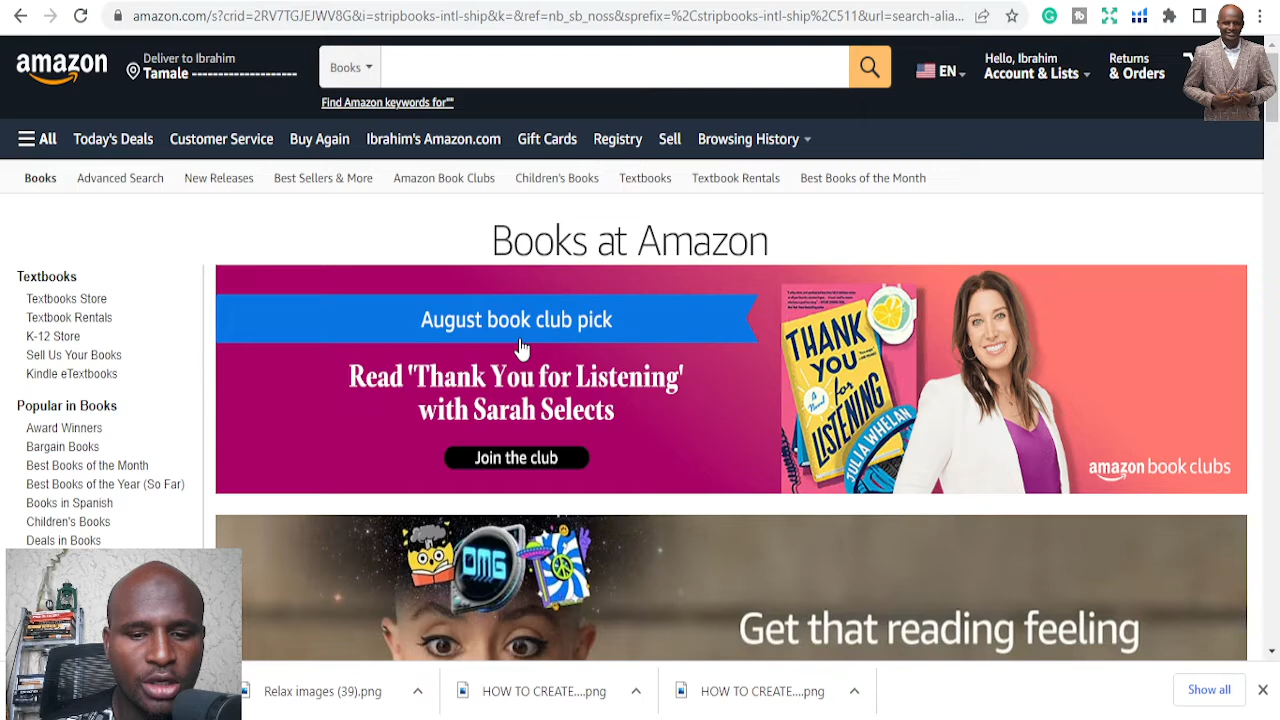 amazon.com/s?crid=2RV7TGJEJWV8G&i=stripbooks-intl-ship&k=&ref=nb_sb_noss&sprefix=%2Cstripbooks-intl-ship%2C511&url=search-alia...
amazon
Deliver to Ibrahim
Tamale --------------------
Books
EN
Hello, Ibrahim
Account & Lists
Returns
& Orders
Find Amazon keywords for""
All
Today's Deals
Customer Service
Buy Again
Ibrahim's Amazon.com
Gift Cards
Registry
Sell
Browsing History
Books
Advanced Search
New Releases
Best Sellers & More
Amazon Book Clubs
Children's Books
Textbooks
Textbook Rentals
Best Books of the Month
Books at Amazon
Textbooks
Textbooks Store
Textbook Rentals
K-12 Store
Sell Us Your Books
Kindle eTextbooks
Popular in Books
Award Winners
Bargain Books
Best Books of the Month
Best Books of the Year (So Far)
Books in Spanish
Children's Books
Deals in Books
August book club pick
Read 'Thank You for Listening'
with Sarah Selects
Join the club
THANK
YOU
for
LISTENING
A Novel
JULIA WHELAN
amazon book clubs
OMG
Get that reading feeling
Relax images (39).png
HOW TO CREATE....png
HOW TO CREATE....png
Show all